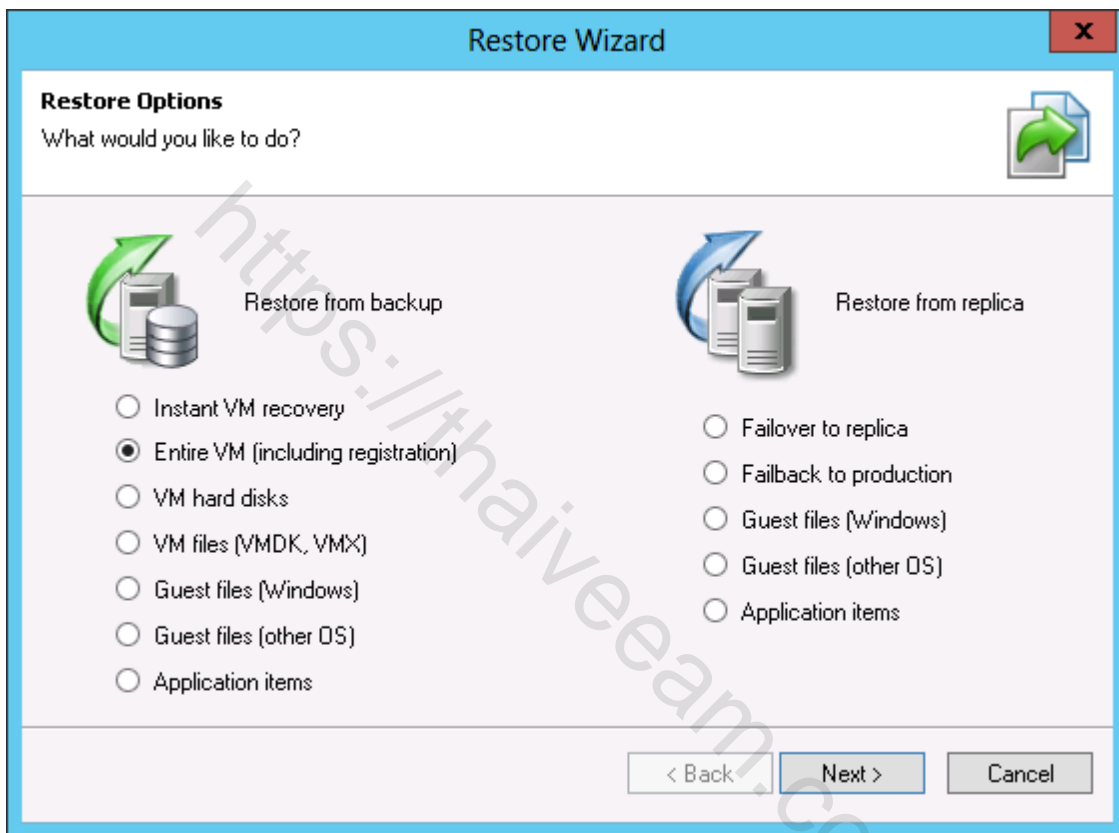 Restore Wizard
x
Restore Options
What would you like to do?
Restore from backup
Instant VM recovery
Entire VM (including registration)
VM hard disks
VM files (VMDK, VMX)
Guest files (Windows)
Guest files (other OS)
Application items
Restore from replica
Failover to replica
Failback to production
Guest files (Windows)
Guest files (other OS)
Application items
< Back
Next >
Cancel
https://thaiveeam.co